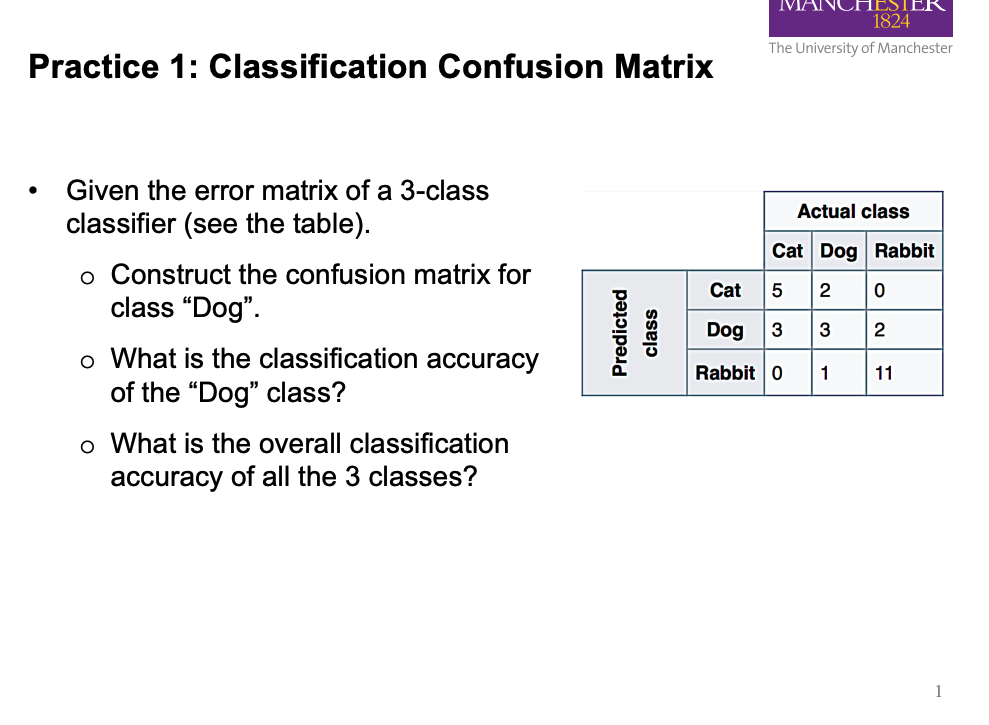 MANCHESTER
1824
The University of Manchester
Practice 1: Classification Confusion Matrix
• Given the error matrix of a 3-class
classifier (see the table).
o Construct the confusion matrix for
class “Dog”.
o What is the classification accuracy
of the “Dog” class?
o What is the overall classification
accuracy of all the 3 classes?
Actual class
Cat Dog Rabbit
Predicted
class
Cat 5 2 0
Dog 3 3 2
Rabbit 0 1 11
1